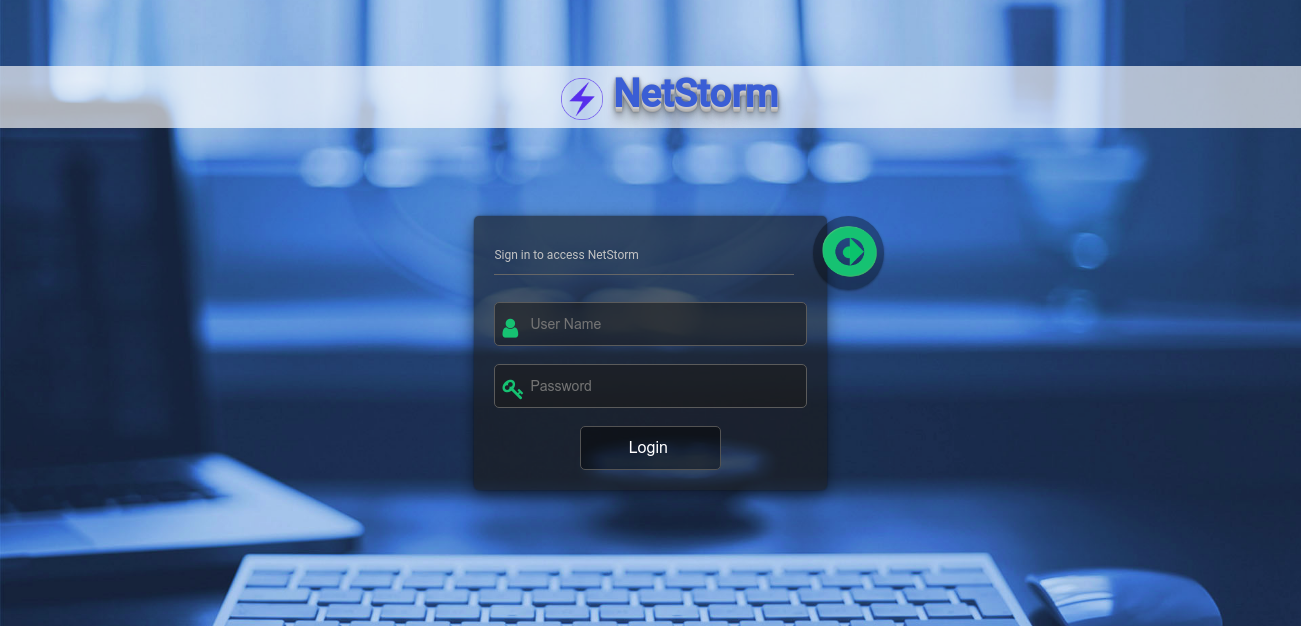 NetStorm
Sign in to access NetStorm
User Name
Password
Login